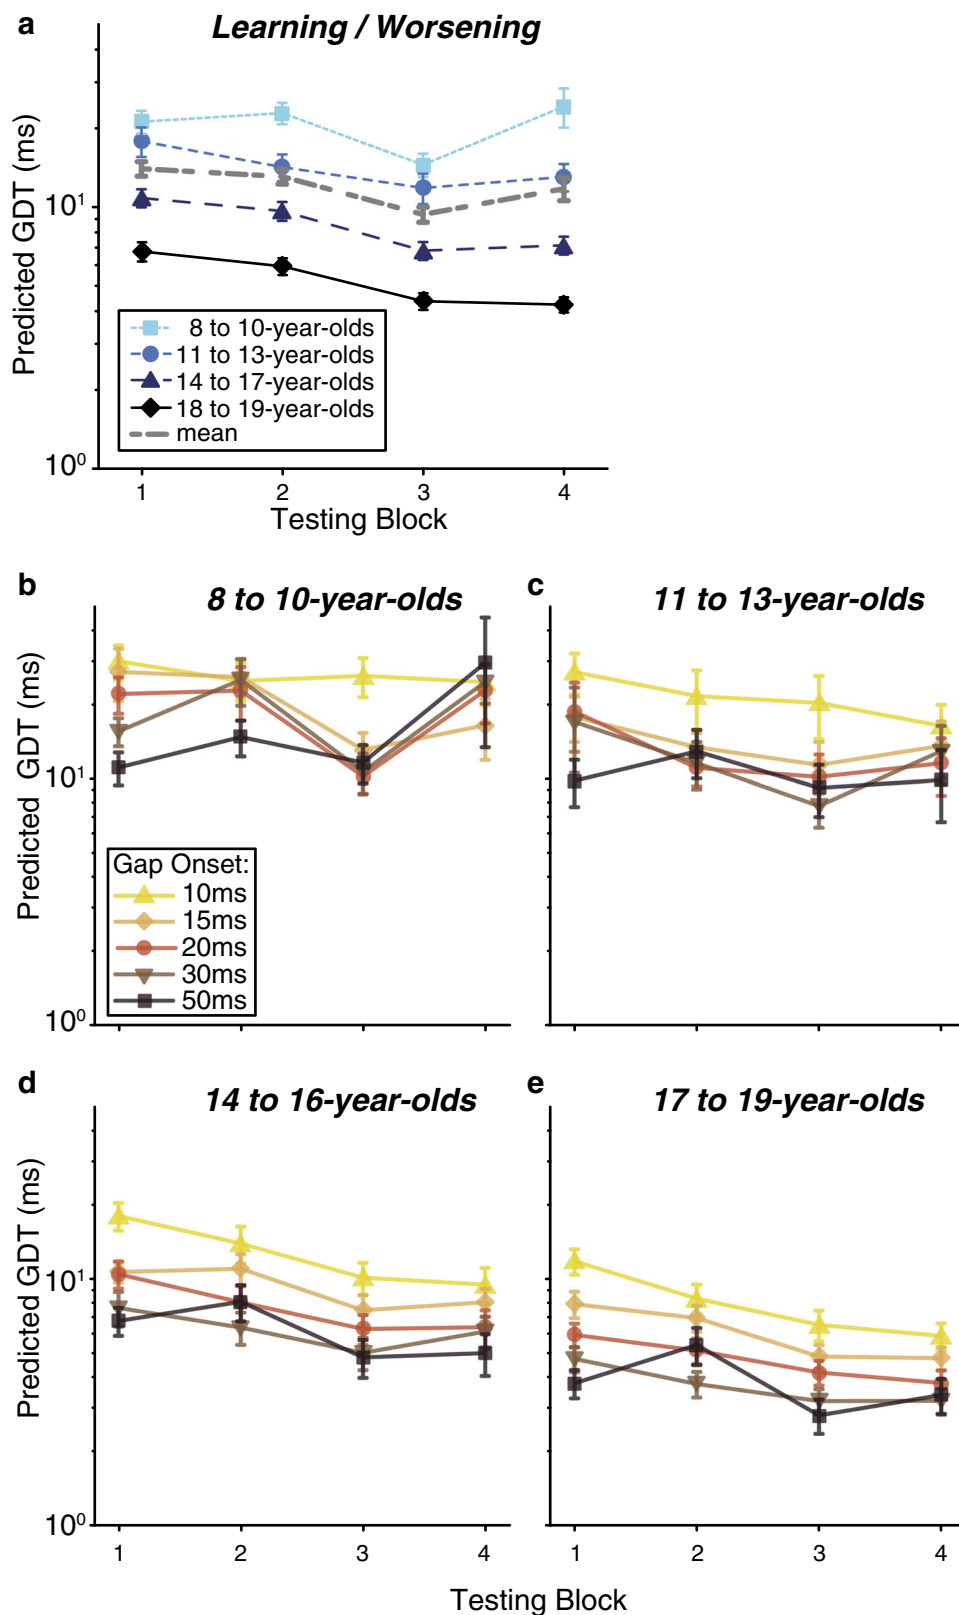 a
Learning / Worsening
Predicted GDT (ms)
10¹
10⁰
8 to 10-year-olds
11 to 13-year-olds
14 to 17-year-olds
18 to 19-year-olds
mean
1 2 3 4
Testing Block
b
8 to 10-year-olds
Predicted GDT (ms)
10¹
10⁰
Gap Onset:
10ms
15ms
20ms
30ms
50ms
c
11 to 13-year-olds
10¹
10⁰
d
14 to 16-year-olds
Predicted GDT (ms)
10¹
10⁰
1 2 3 4
e
17 to 19-year-olds
10¹
10⁰
1 2 3 4
Testing Block